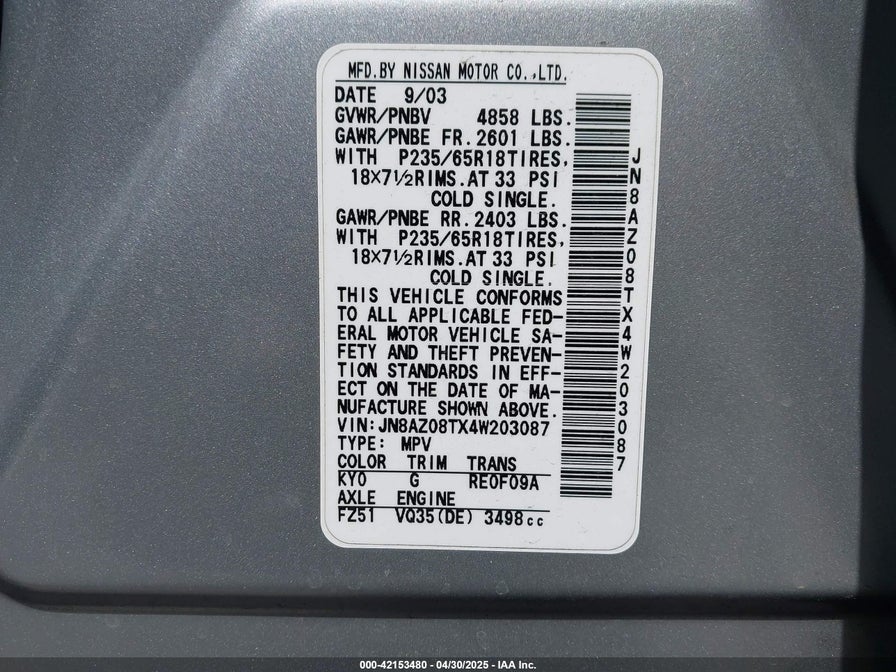 MFD.BY NISSAN MOTOR CO.,LTD.
DATE 9/03
GVWR/PNBV 4858 LBS.
GAWR/PNBE FR.2601 LBS.
WITH P235/65R18TIRES,
18×7½RIMS.AT 33 PSI
COLD SINGLE.
GAWR/PNBE RR.2403 LBS.
WITH P235/65R18TIRES,
18×7½RIMS.AT 33 PSI
COLD SINGLE.
THIS VEHICLE CONFORMS
TO ALL APPLICABLE FED-
ERAL MOTOR VEHICLE SA-
FETY AND THEFT PREVEN-
TION STANDARDS IN EFF-
ECT ON THE DATE OF MA-
NUFACTURE SHOWN ABOVE.
VIN:JN8AZ08TX4W203087
TYPE: MPV
COLOR TRIM TRANS
KY0 G RE0F09A
AXLE ENGINE
FZ51 VQ35(DE) 3498cc
JN8AZ08TX4W203087
000-42153480 - 04/30/2025 - IAA Inc.